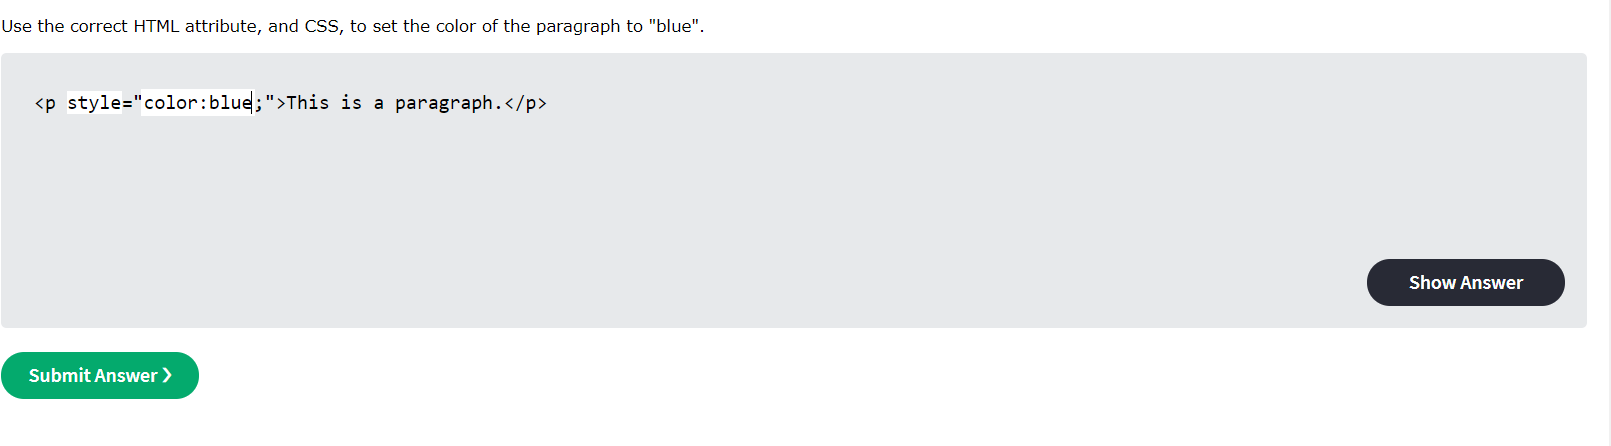 Use the correct HTML attribute, and CSS, to set the color of the paragraph to "blue".
<p style="color:blue;">This is a paragraph.</p>
Show Answer
Submit Answer ❯